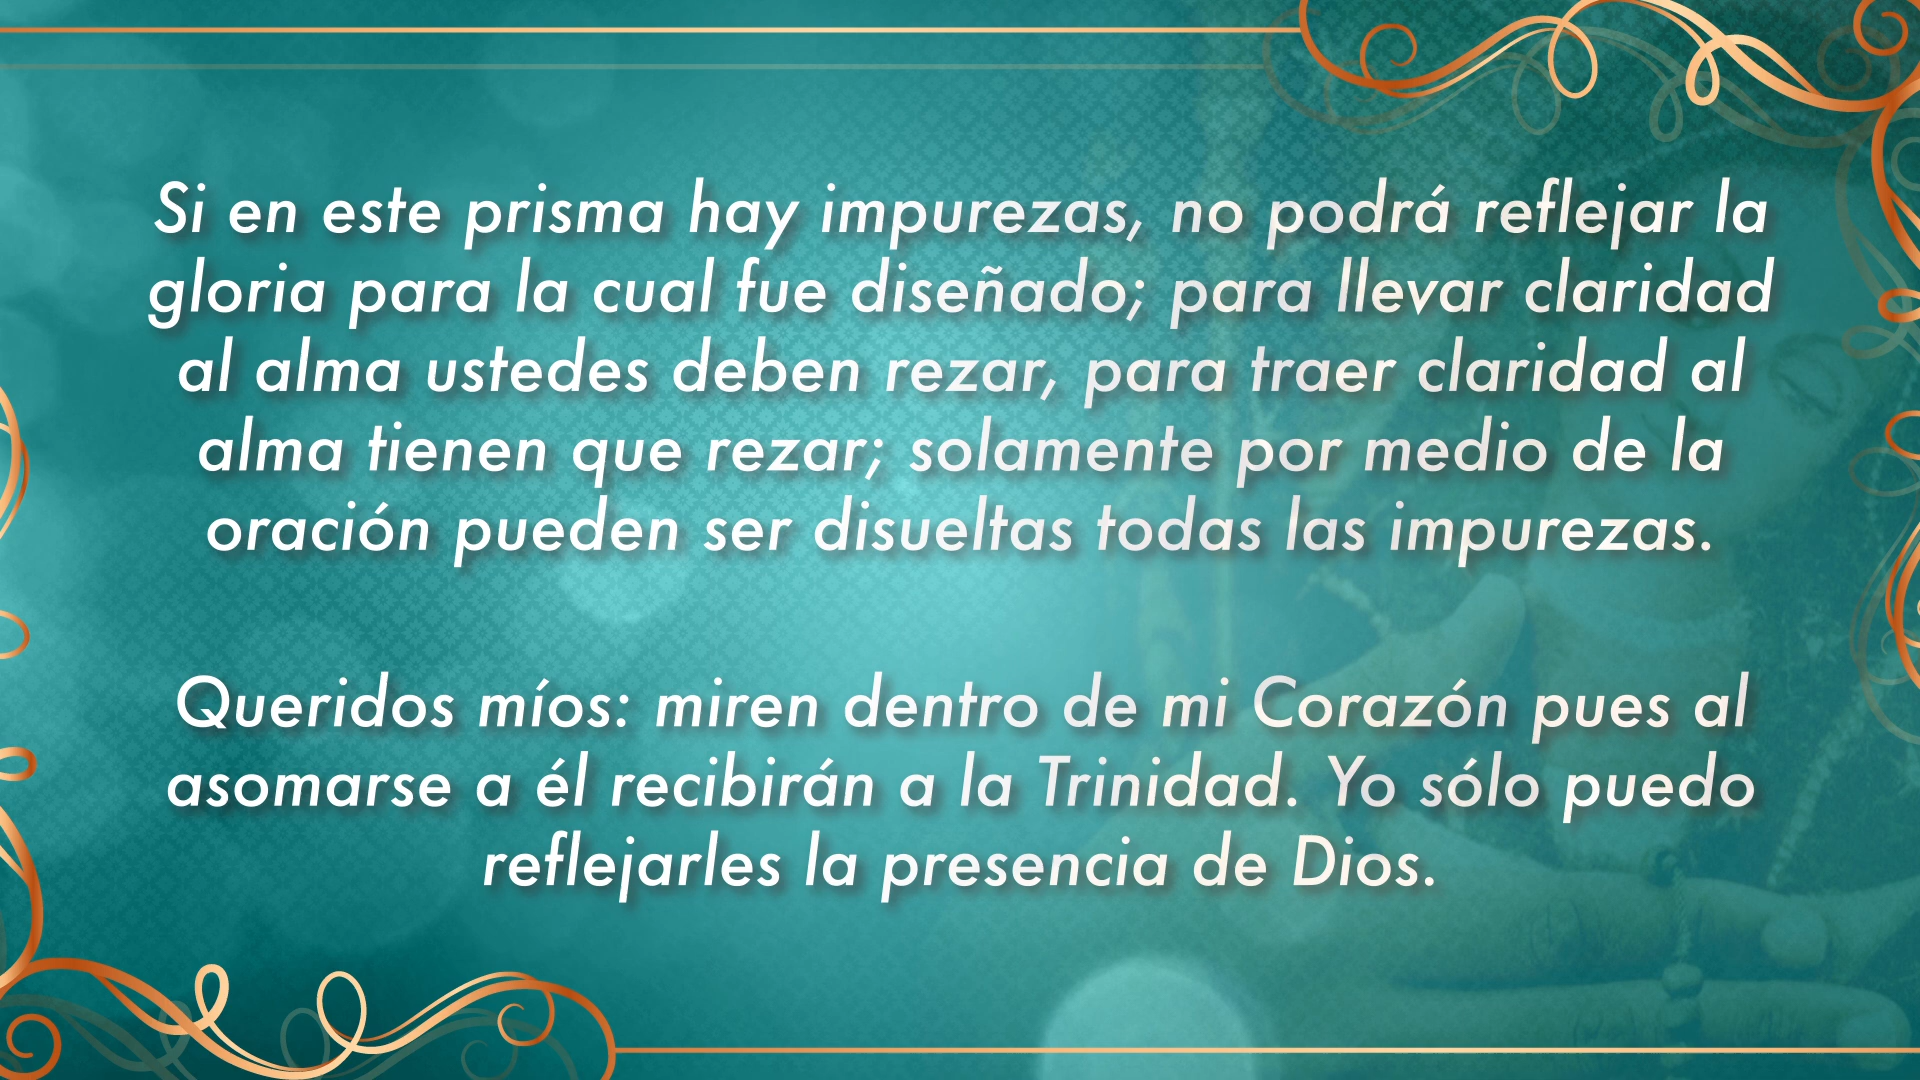 Si en este prisma hay impurezas, no podrá reflejar la
gloria para la cual fue diseñado; para llevar claridad
al alma ustedes deben rezar, para traer claridad al
alma tienen que rezar; solamente por medio de la
oración pueden ser disueltas todas las impurezas.
Queridos míos: miren dentro de mi Corazón pues al
asomarse a él recibirán a la Trinidad. Yo sólo puedo
reflejarles la presencia de Dios.